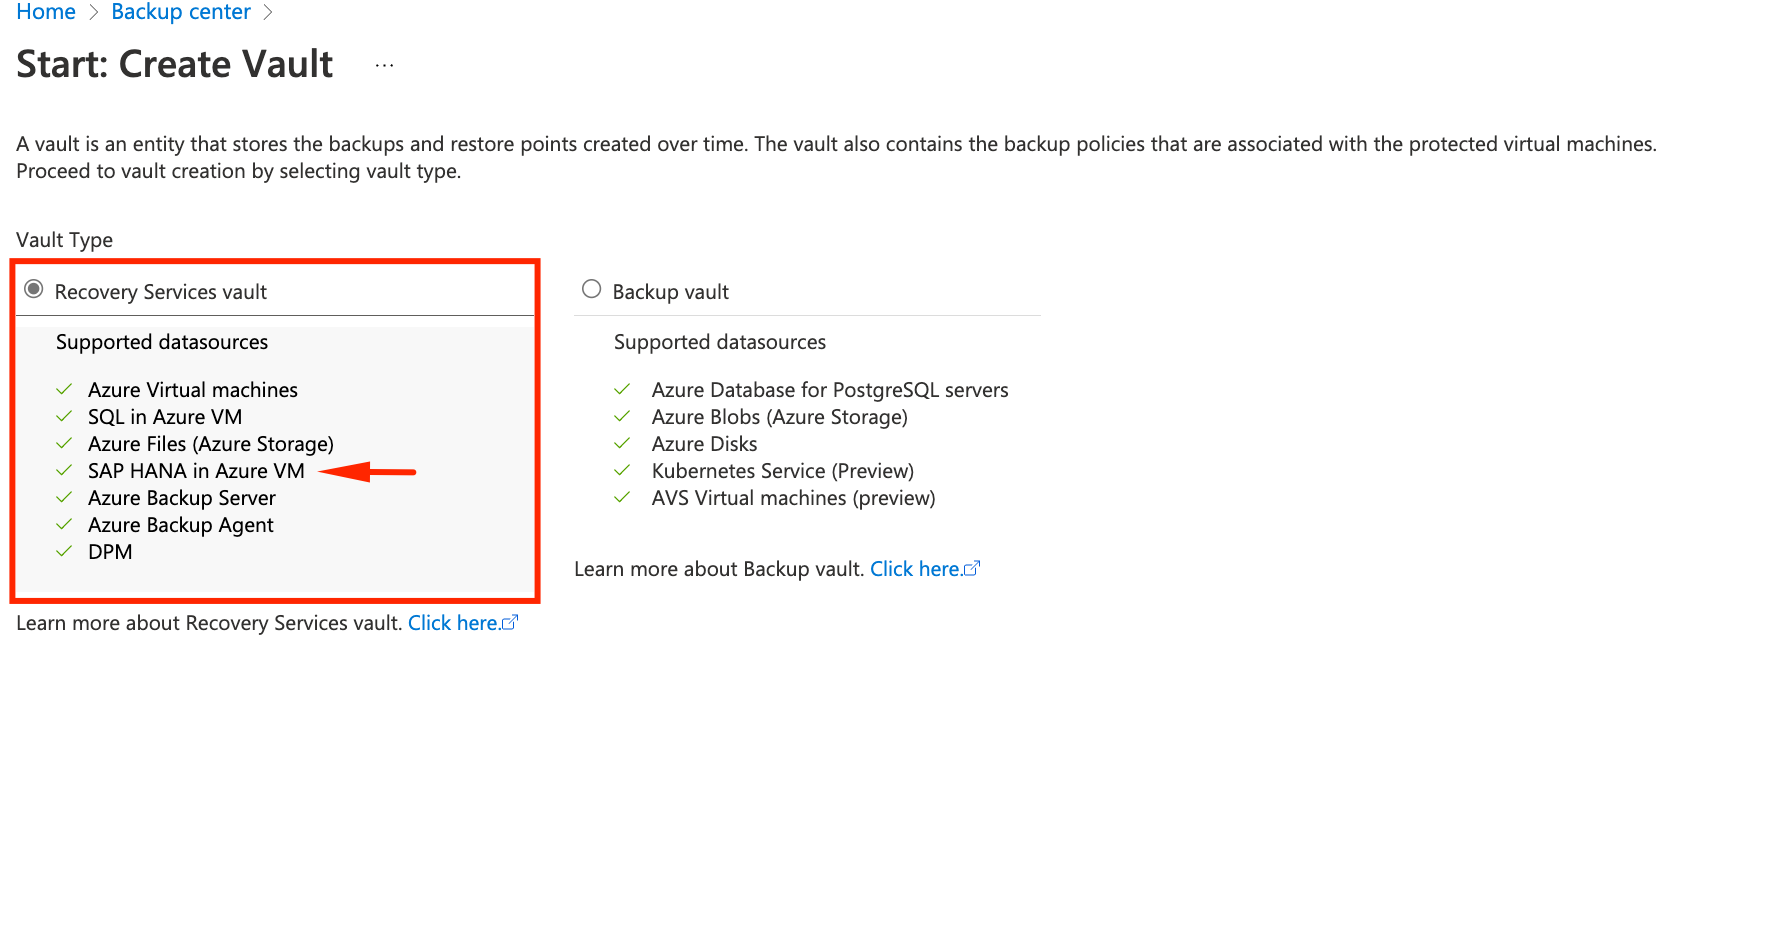 Home > Backup center >
Start: Create Vault ...
A vault is an entity that stores the backups and restore points created over time. The vault also contains the backup policies that are associated with the protected virtual machines.
Proceed to vault creation by selecting vault type.
Vault Type
Recovery Services vault
Supported datasources
Azure Virtual machines
SQL in Azure VM
Azure Files (Azure Storage)
SAP HANA in Azure VM
Azure Backup Server
Azure Backup Agent
DPM
Learn more about Recovery Services vault. Click here.
Backup vault
Supported datasources
Azure Database for PostgreSQL servers
Azure Blobs (Azure Storage)
Azure Disks
Kubernetes Service (Preview)
AVS Virtual machines (preview)
Learn more about Backup vault. Click here.